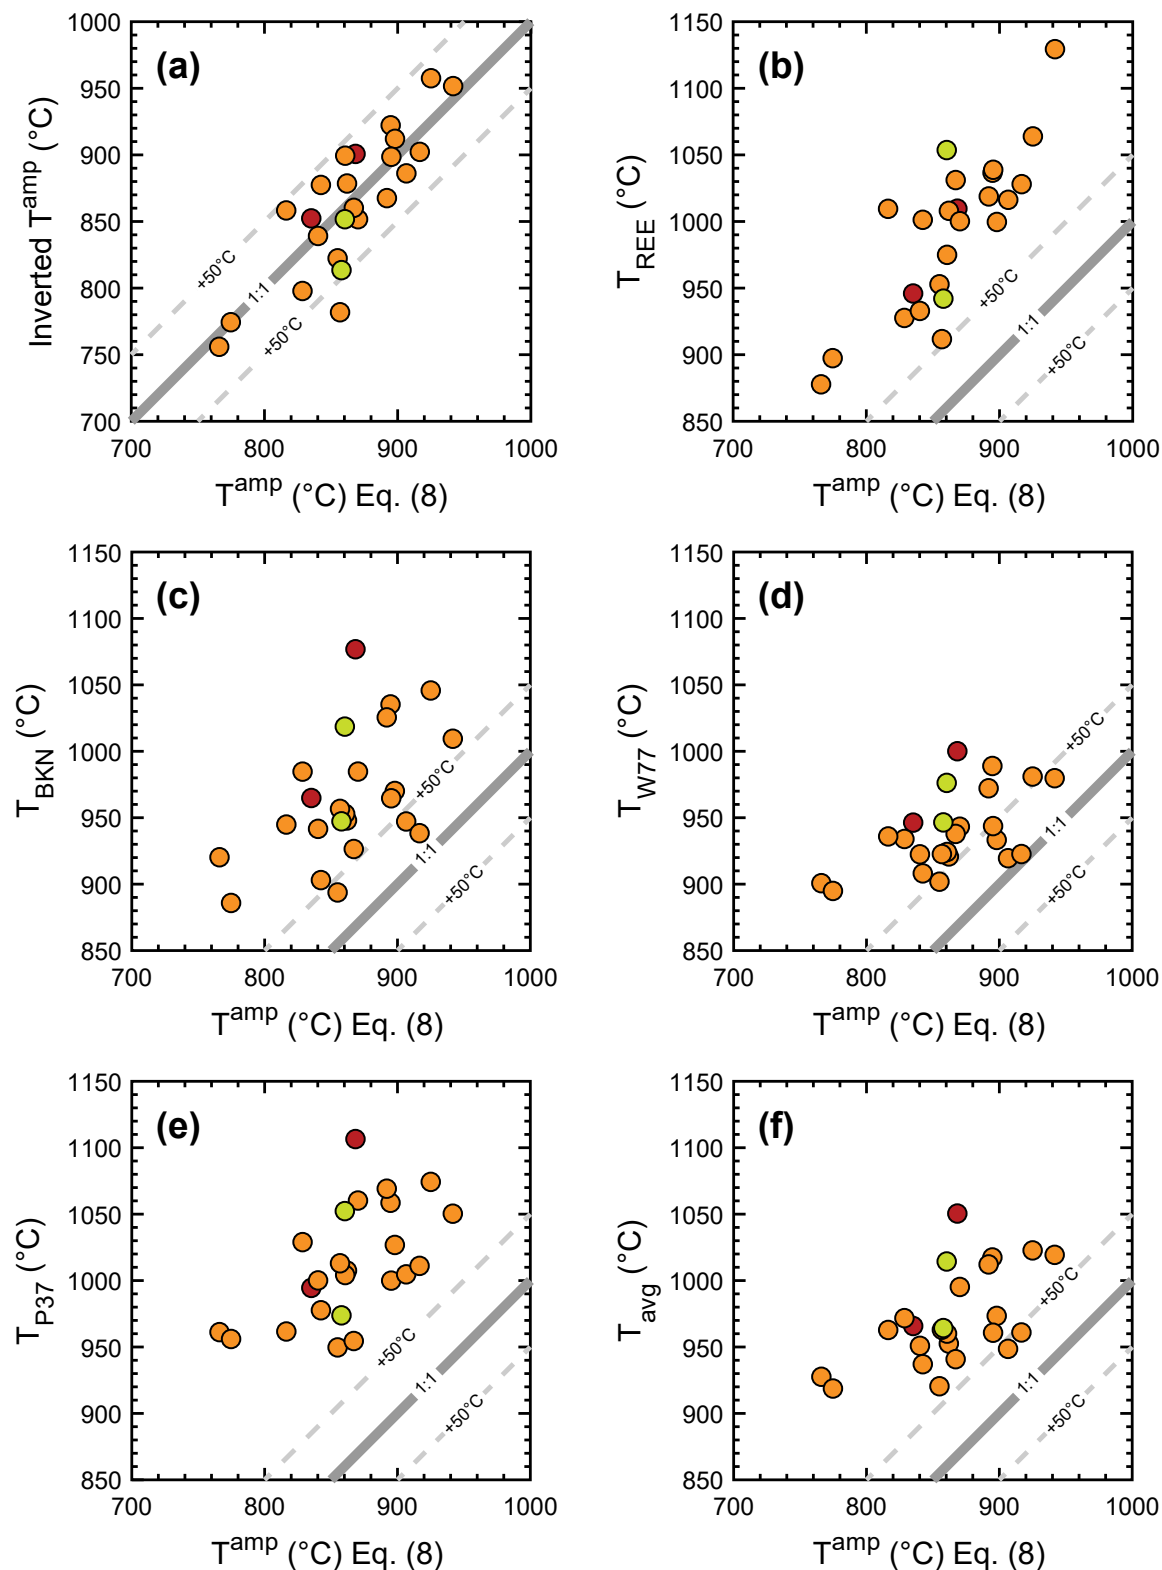 (a)
Inverted T^amp (°C)
1000
950
900
850
800
750
700
+50°C
1:1
+50°C
700
800
900
1000
T^amp (°C) Eq. (8)
(b)
T_REE (°C)
1150
1100
1050
1000
950
900
850
+50°C
1:1
+50°C
700
800
900
1000
T^amp (°C) Eq. (8)
(c)
T_BKN (°C)
1150
1100
1050
1000
950
900
850
+50°C
1:1
+50°C
700
800
900
1000
T^amp (°C) Eq. (8)
(d)
T_W77 (°C)
1150
1100
1050
1000
950
900
850
+50°C
1:1
+50°C
700
800
900
1000
T^amp (°C) Eq. (8)
(e)
T_P37 (°C)
1150
1100
1050
1000
950
900
850
+50°C
1:1
+50°C
700
800
900
1000
T^amp (°C) Eq. (8)
(f)
T_avg (°C)
1150
1100
1050
1000
950
900
850
+50°C
1:1
+50°C
700
800
900
1000
T^amp (°C) Eq. (8)